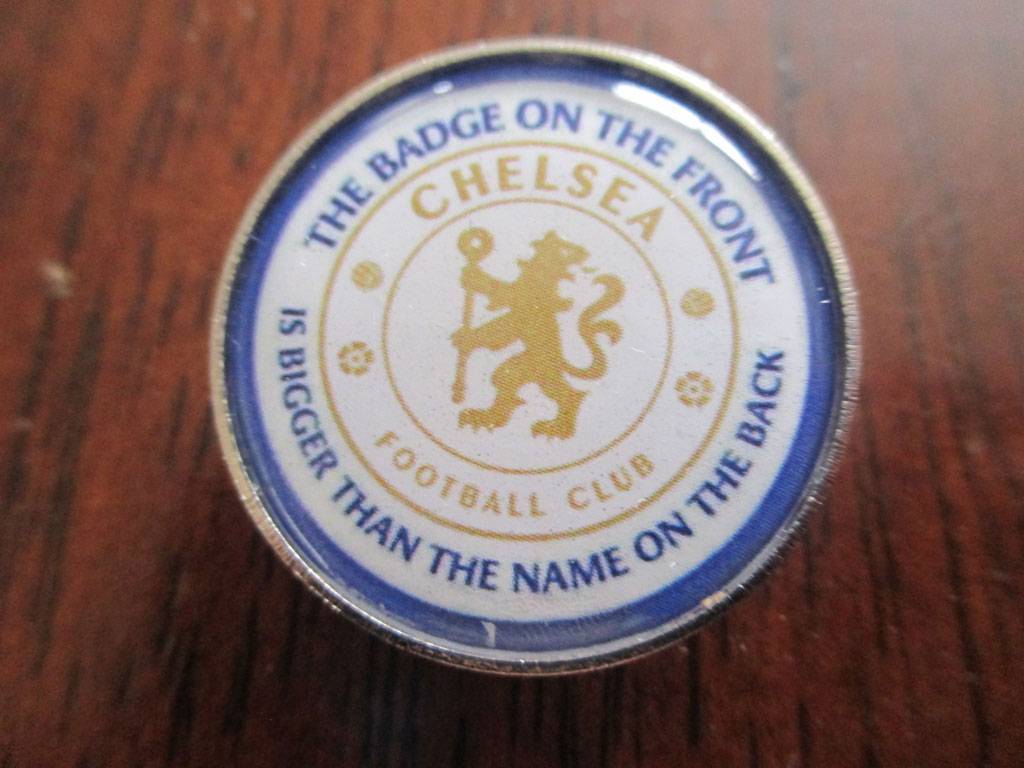 THE BADGE ON THE FRONT
CHELSEA
FOOTBALL CLUB
IS BIGGER THAN THE NAME ON THE BACK